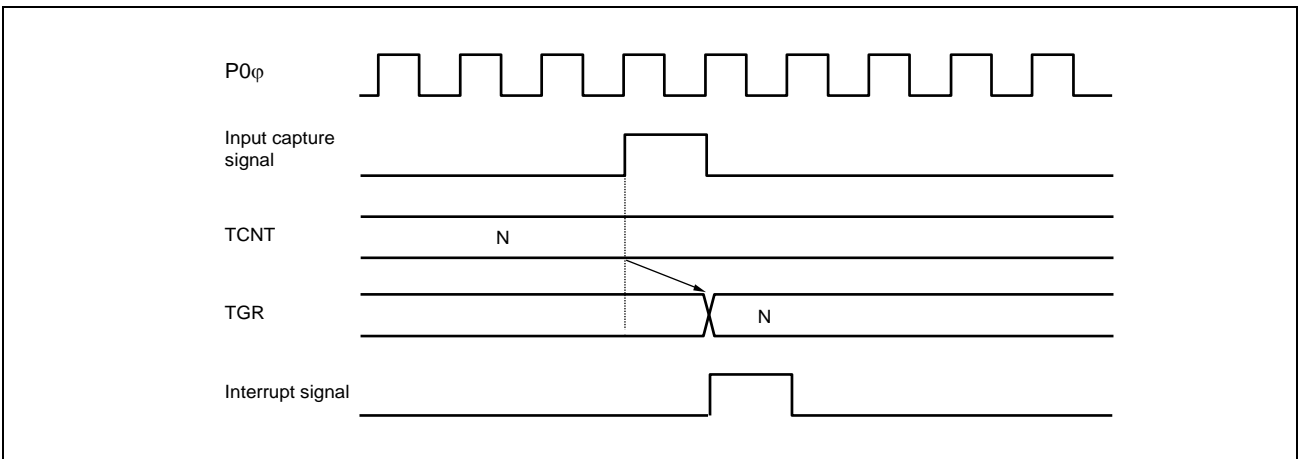 P0φ
Input capture
signal
TCNT
N
TGR
N
Interrupt signal